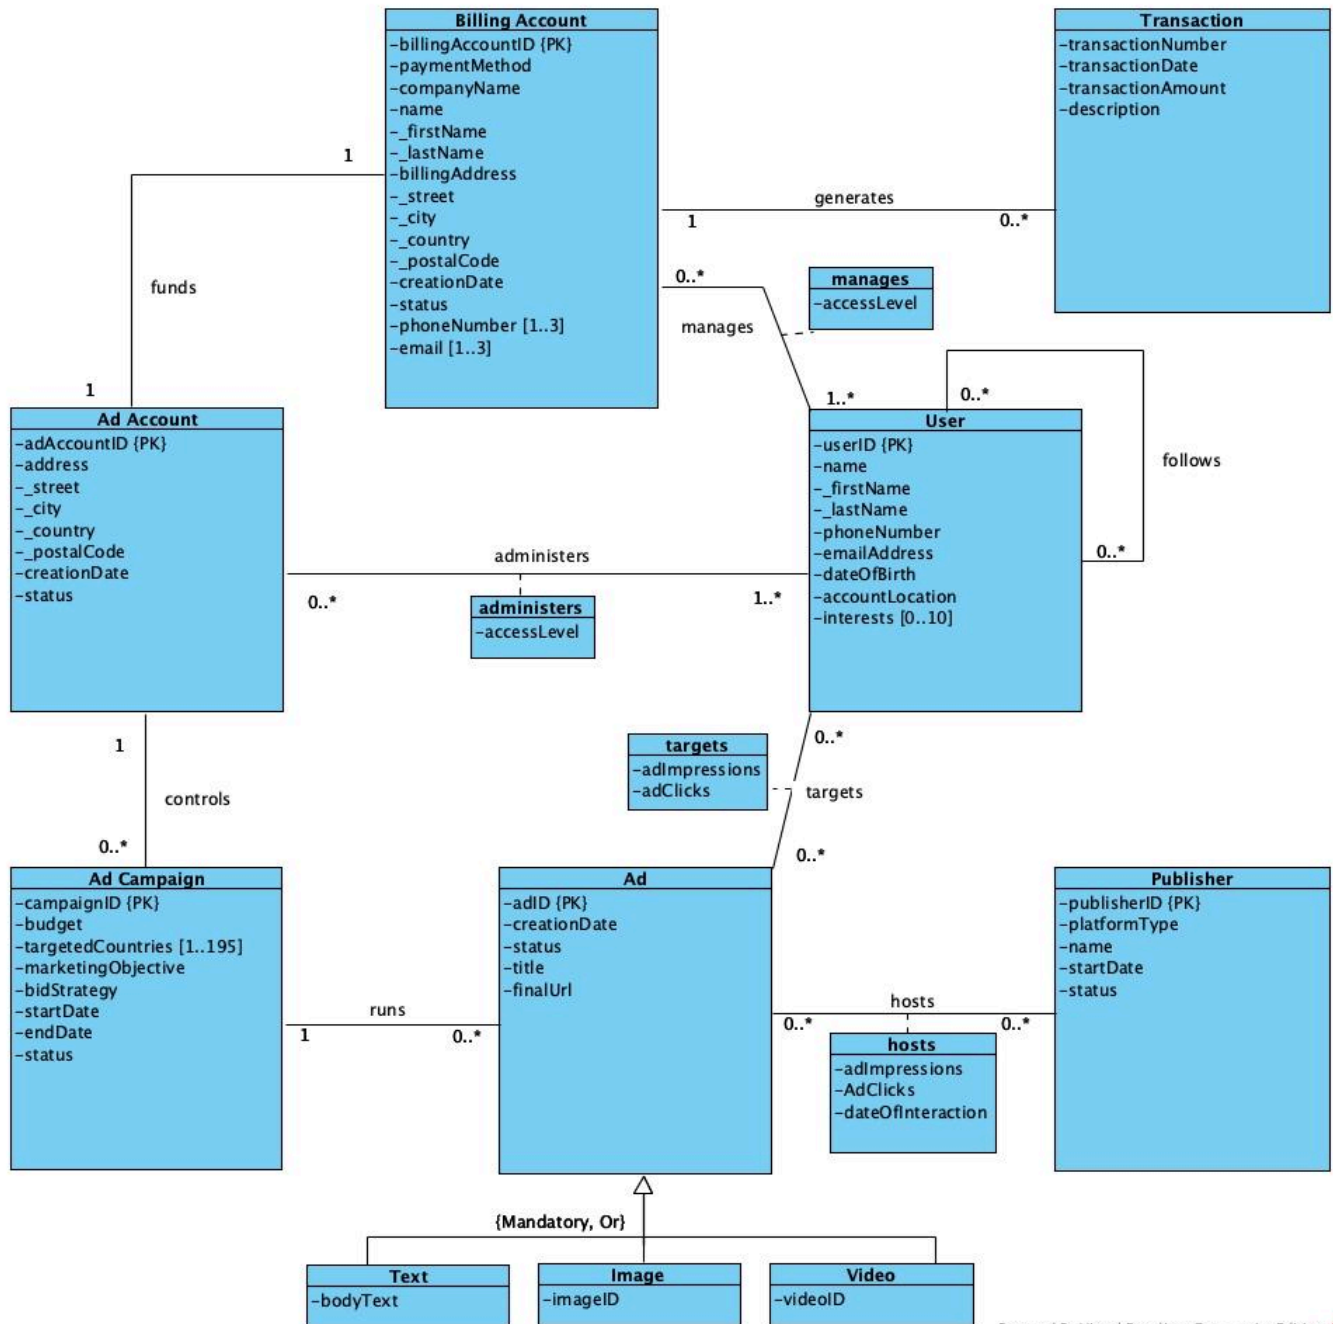 Billing Account
-billingAccountID {PK}
-paymentMethod
-companyName
-name
-_firstName
-_lastName
-billingAddress
-_street
-_city
-_country
-_postalCode
-creationDate
-status
-phoneNumber [1..3]
-email [1..3]
Transaction
-transactionNumber
-transactionDate
-transactionAmount
-description
1
funds
1
generates
1
0..*
0..*
manages
manages
-accessLevel
1..*
0..*
follows
0..*
Ad Account
-adAccountID {PK}
-address
-_street
-_city
-_country
-_postalCode
-creationDate
-status
User
-userID {PK}
-name
-_firstName
-_lastName
-phoneNumber
-emailAddress
-dateOfBirth
-accountLocation
-interests [0..10]
administers
0..*
1..*
administers
-accessLevel
1
controls
0..*
targets
-adImpressions
-adClicks
0..*
targets
0..*
Ad Campaign
-campaignID {PK}
-budget
-targetedCountries [1..195]
-marketingObjective
-bidStrategy
-startDate
-endDate
-status
runs
1
0..*
Ad
-adID {PK}
-creationDate
-status
-title
-finalUrl
hosts
0..*
0..*
hosts
-adImpressions
-AdClicks
-dateOfInteraction
Publisher
-publisherID {PK}
-platformType
-name
-startDate
-status
{Mandatory, Or}
Text
-bodyText
Image
-imageID
Video
-videoID